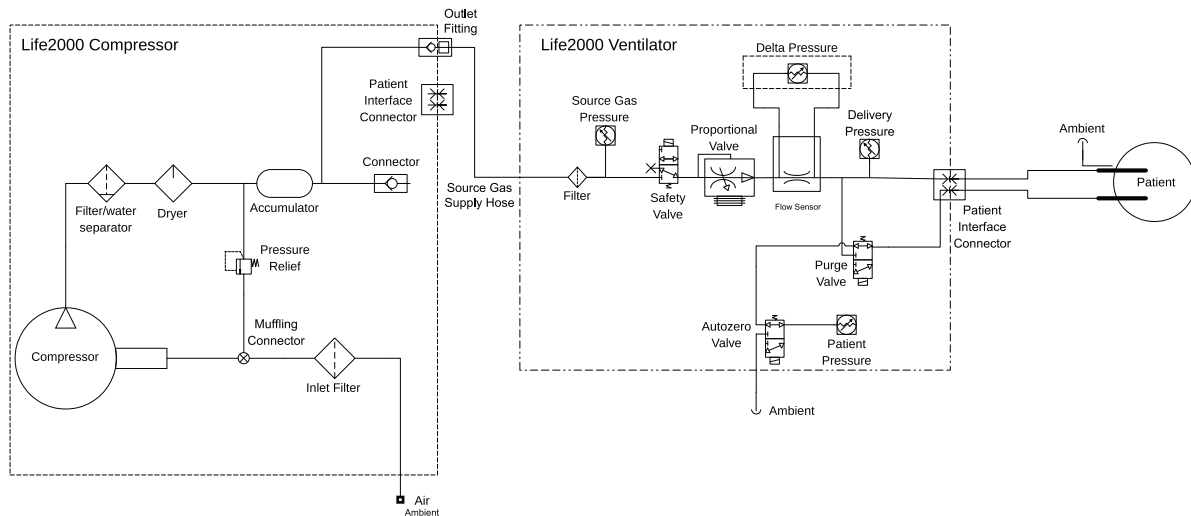 Outlet
Fitting
Life2000 Compressor
Life2000 Ventilator
Delta Pressure
Patient
Interface
Connector
Source Gas
Pressure
Proportional
Valve
Delivery
Pressure
Ambient
Connector
Filter/water
separator
Dryer
Accumulator
Source Gas
Supply Hose
Filter
Safety
Valve
Flow Sensor
Patient
Interface
Connector
Patient
Pressure
Relief
Purge
Valve
Muffling
Connector
Autozero
Valve
Patient
Pressure
Compressor
Inlet Filter
Ambient
Air
Ambient